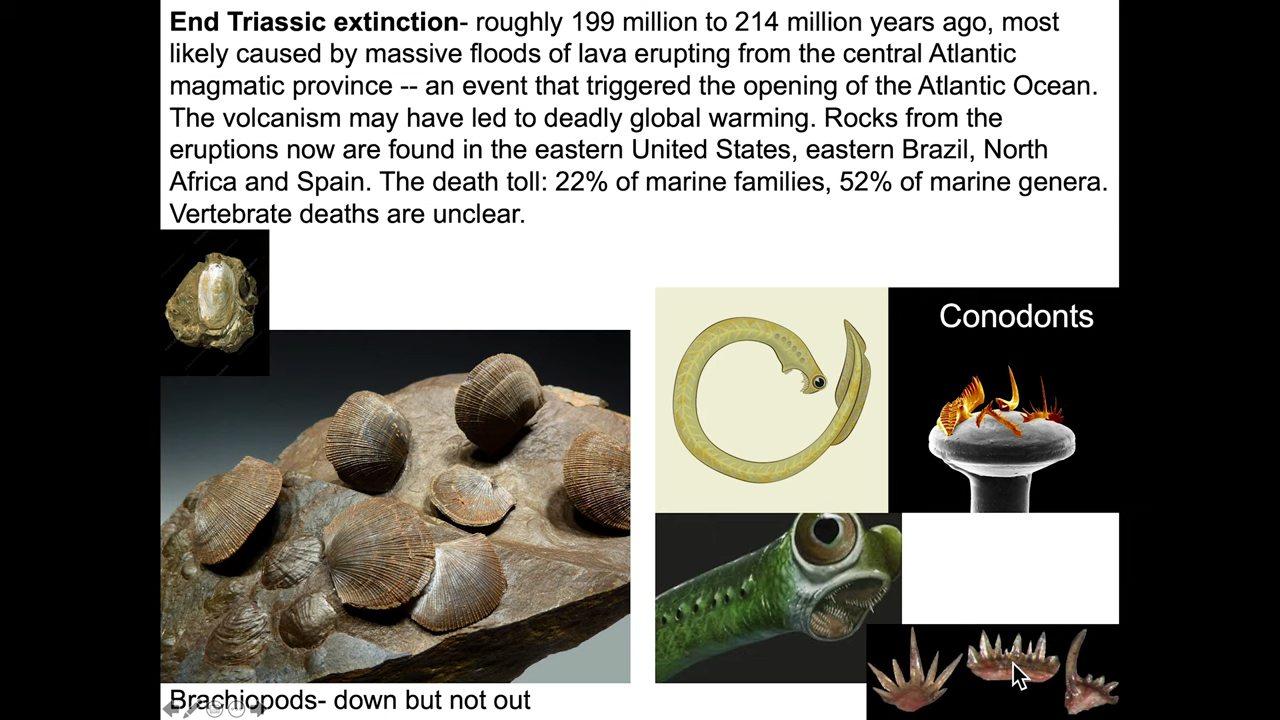 End Triassic extinction- roughly 199 million to 214 million years ago, most
likely caused by massive floods of lava erupting from the central Atlantic
magmatic province -- an event that triggered the opening of the Atlantic Ocean.
The volcanism may have led to deadly global warming. Rocks from the
eruptions now are found in the eastern United States, eastern Brazil, North
Africa and Spain. The death toll: 22% of marine families, 52% of marine genera.
Vertebrate deaths are unclear.
Conodonts
Brachiopods- down but not out